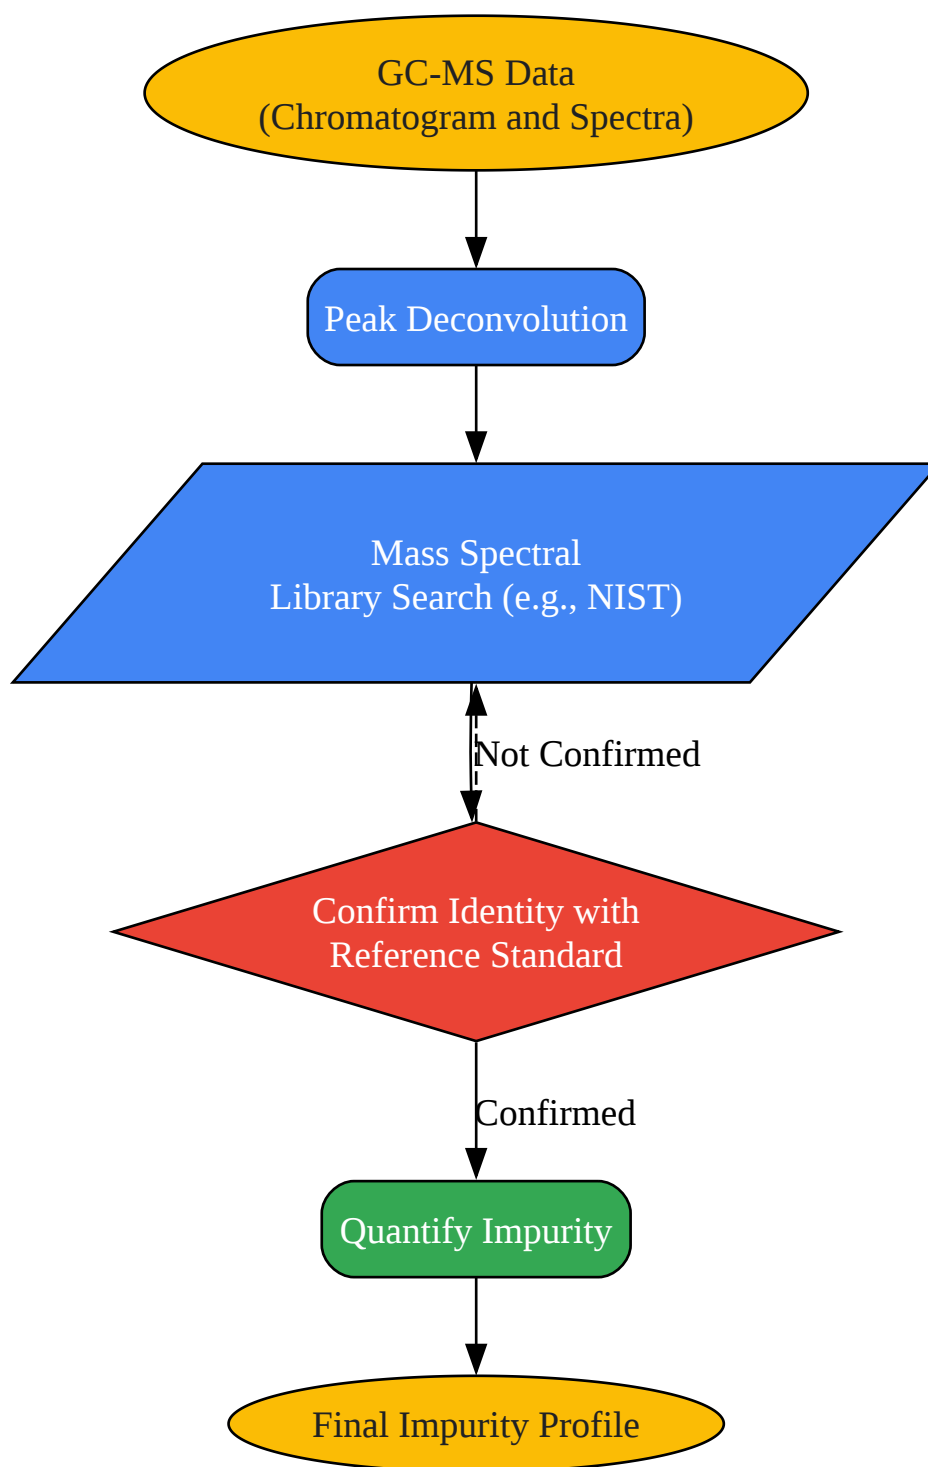 GC-MS Data
(Chromatogram and Spectra)
Peak Deconvolution
Mass Spectral
Library Search (e.g., NIST)
Not Confirmed
Confirm Identity with
Reference Standard
Confirmed
Quantify Impurity
Final Impurity Profile